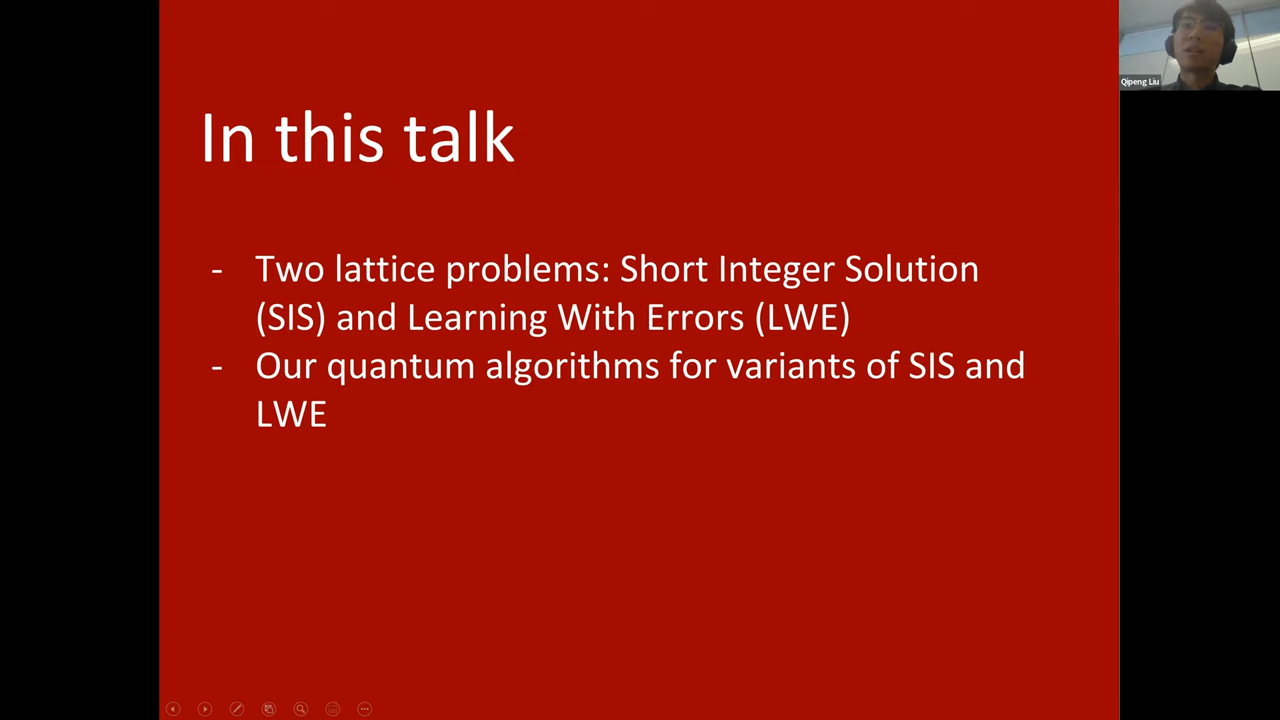 In this talk
- Two lattice problems: Short Integer Solution
(SIS) and Learning With Errors (LWE)
- Our quantum algorithms for variants of SIS and
LWE
Qipeng Liu